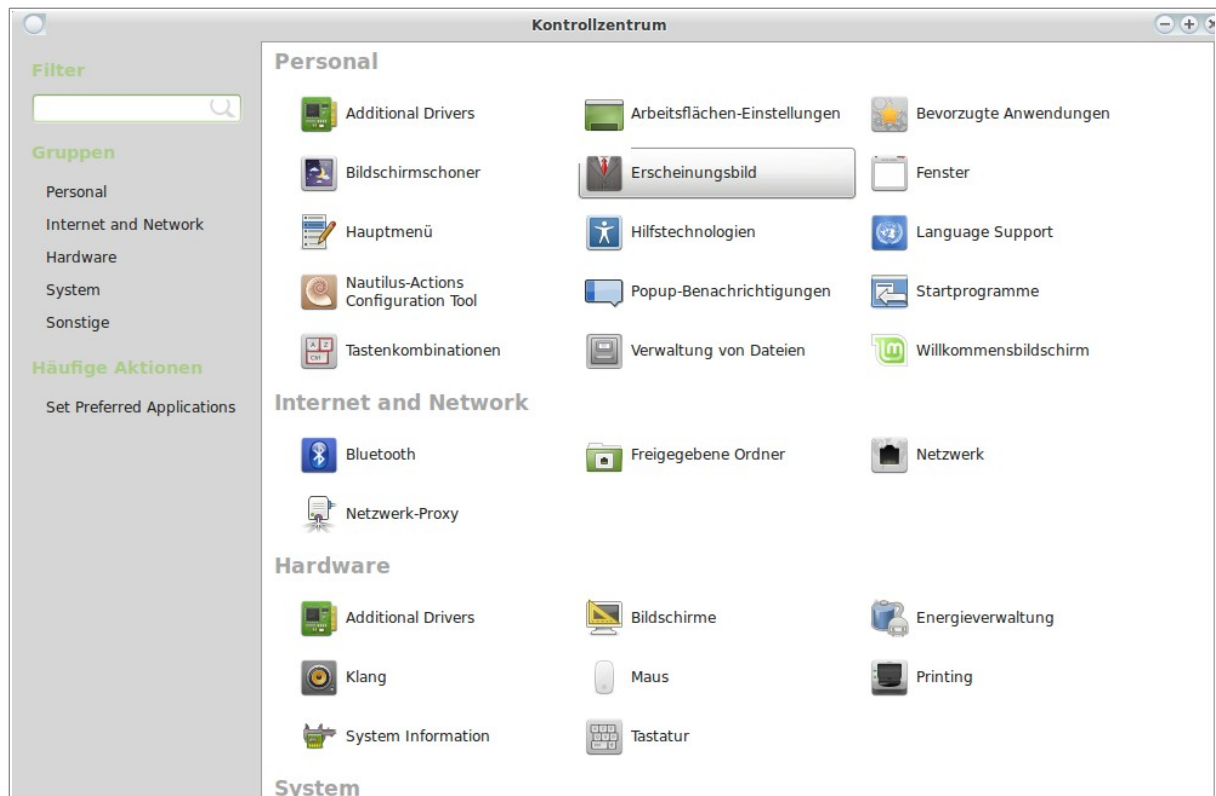 Kontrollzentrum
Filter
Gruppen
Personal
Internet and Network
Hardware
System
Sonstige
Häufige Aktionen
Set Preferred Applications
Personal
Additional Drivers
Arbeitsflächen-Einstellungen
Bevorzugte Anwendungen
Bildschirmschoner
Erscheinungsbild
Fenster
Hauptmenü
Hilfstechnologien
Language Support
Nautilus-Actions
Configuration Tool
Popup-Benachrichtigungen
Startprogramme
Tastenkombinationen
Verwaltung von Dateien
Willkommensbildschirm
Internet and Network
Bluetooth
Freigegebene Ordner
Netzwerk
Netzwerk-Proxy
Hardware
Additional Drivers
Bildschirme
Energieverwaltung
Klang
Maus
Printing
System Information
Tastatur
System